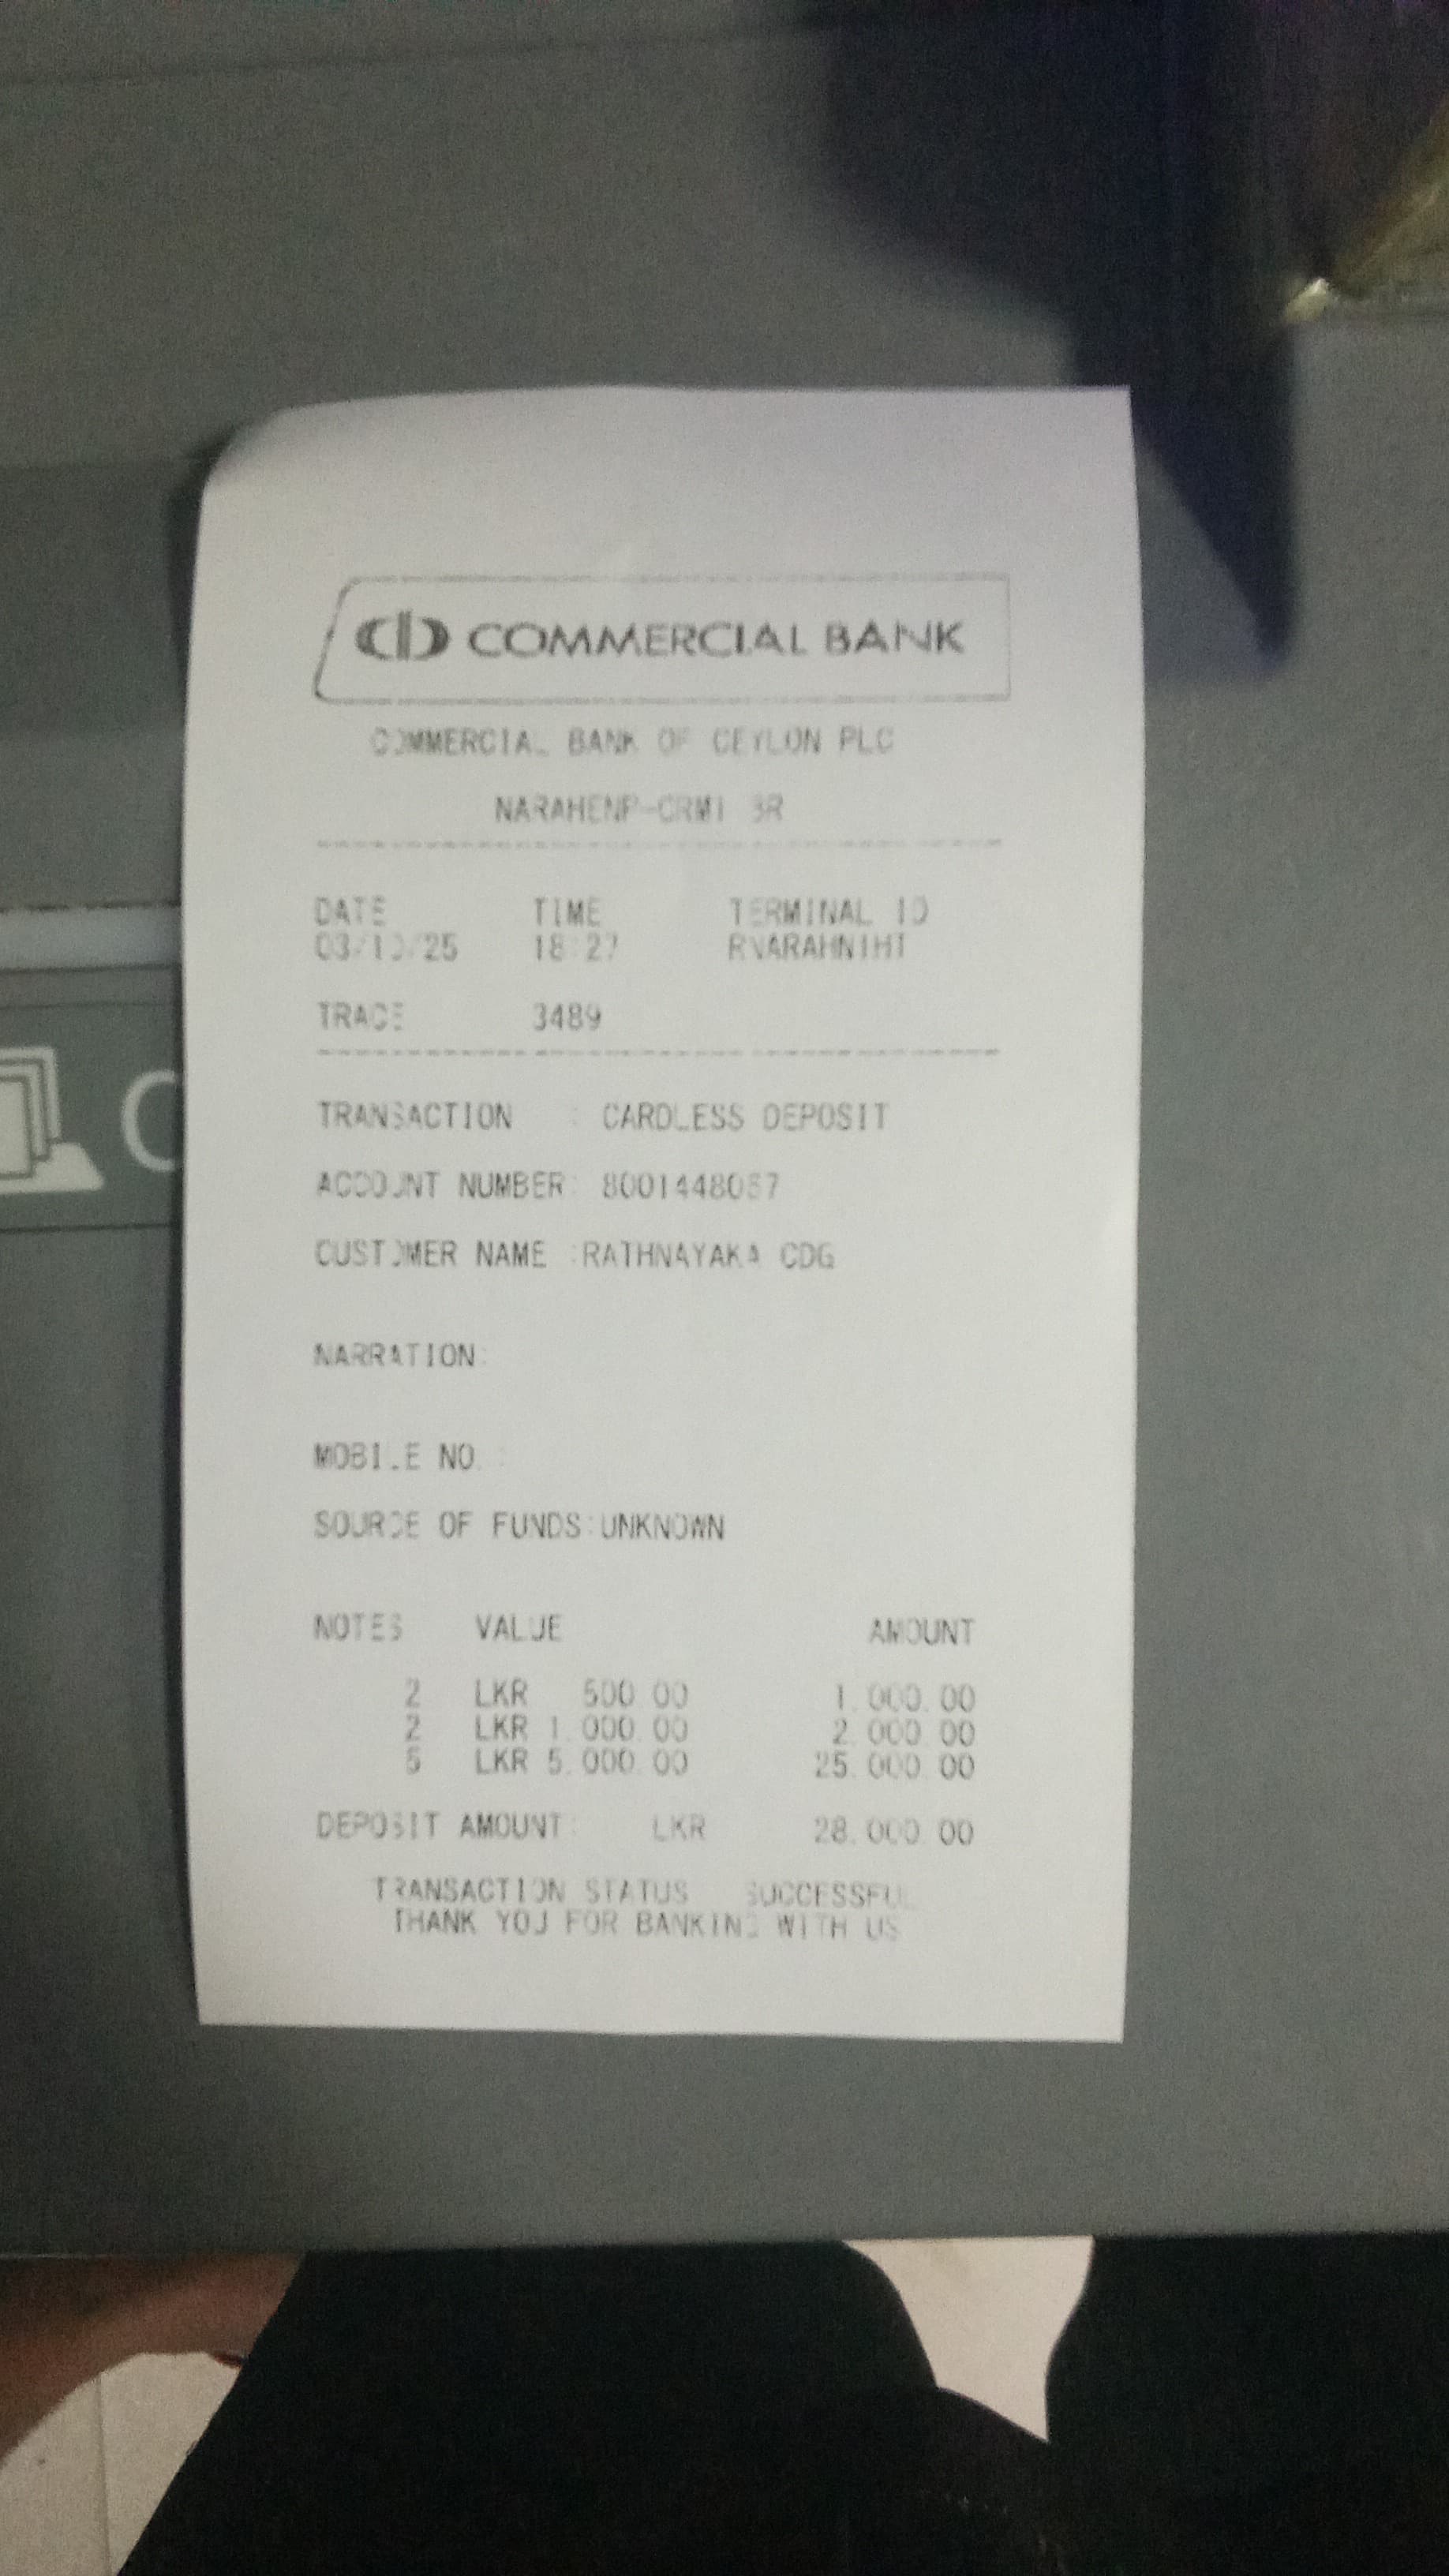 COMMERCIAL BANK
COMMERCIAL BANK OF CEYLON PLC
NARAHENP-CRM1 BR
DATE TIME TERMINAL ID
03/10/25 18:27
TRACE 3489
TRANSACTION : CARDLESS DEPOSIT
ACCOUNT NUMBER:
CUSTOMER NAME :RATHNAYAKA CDG
NARRATION:
MOBILE NO. :
SOURCE OF FUNDS:UNKNOWN
NOTES VALUE AMOUNT
2 LKR 500.00 1,000.00
2 LKR 1,000.00 2,000.00
5 LKR 5,000.00 25,000.00
DEPOSIT AMOUNT: LKR 28,000.00
TRANSACTION STATUS SUCCESSFUL
THANK YOU FOR BANKING WITH US